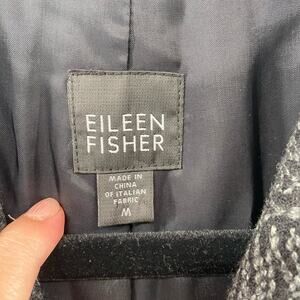 EILEEN
FISHER
MADE IN
CHINA
OF ITALIAN
FABRIC
M